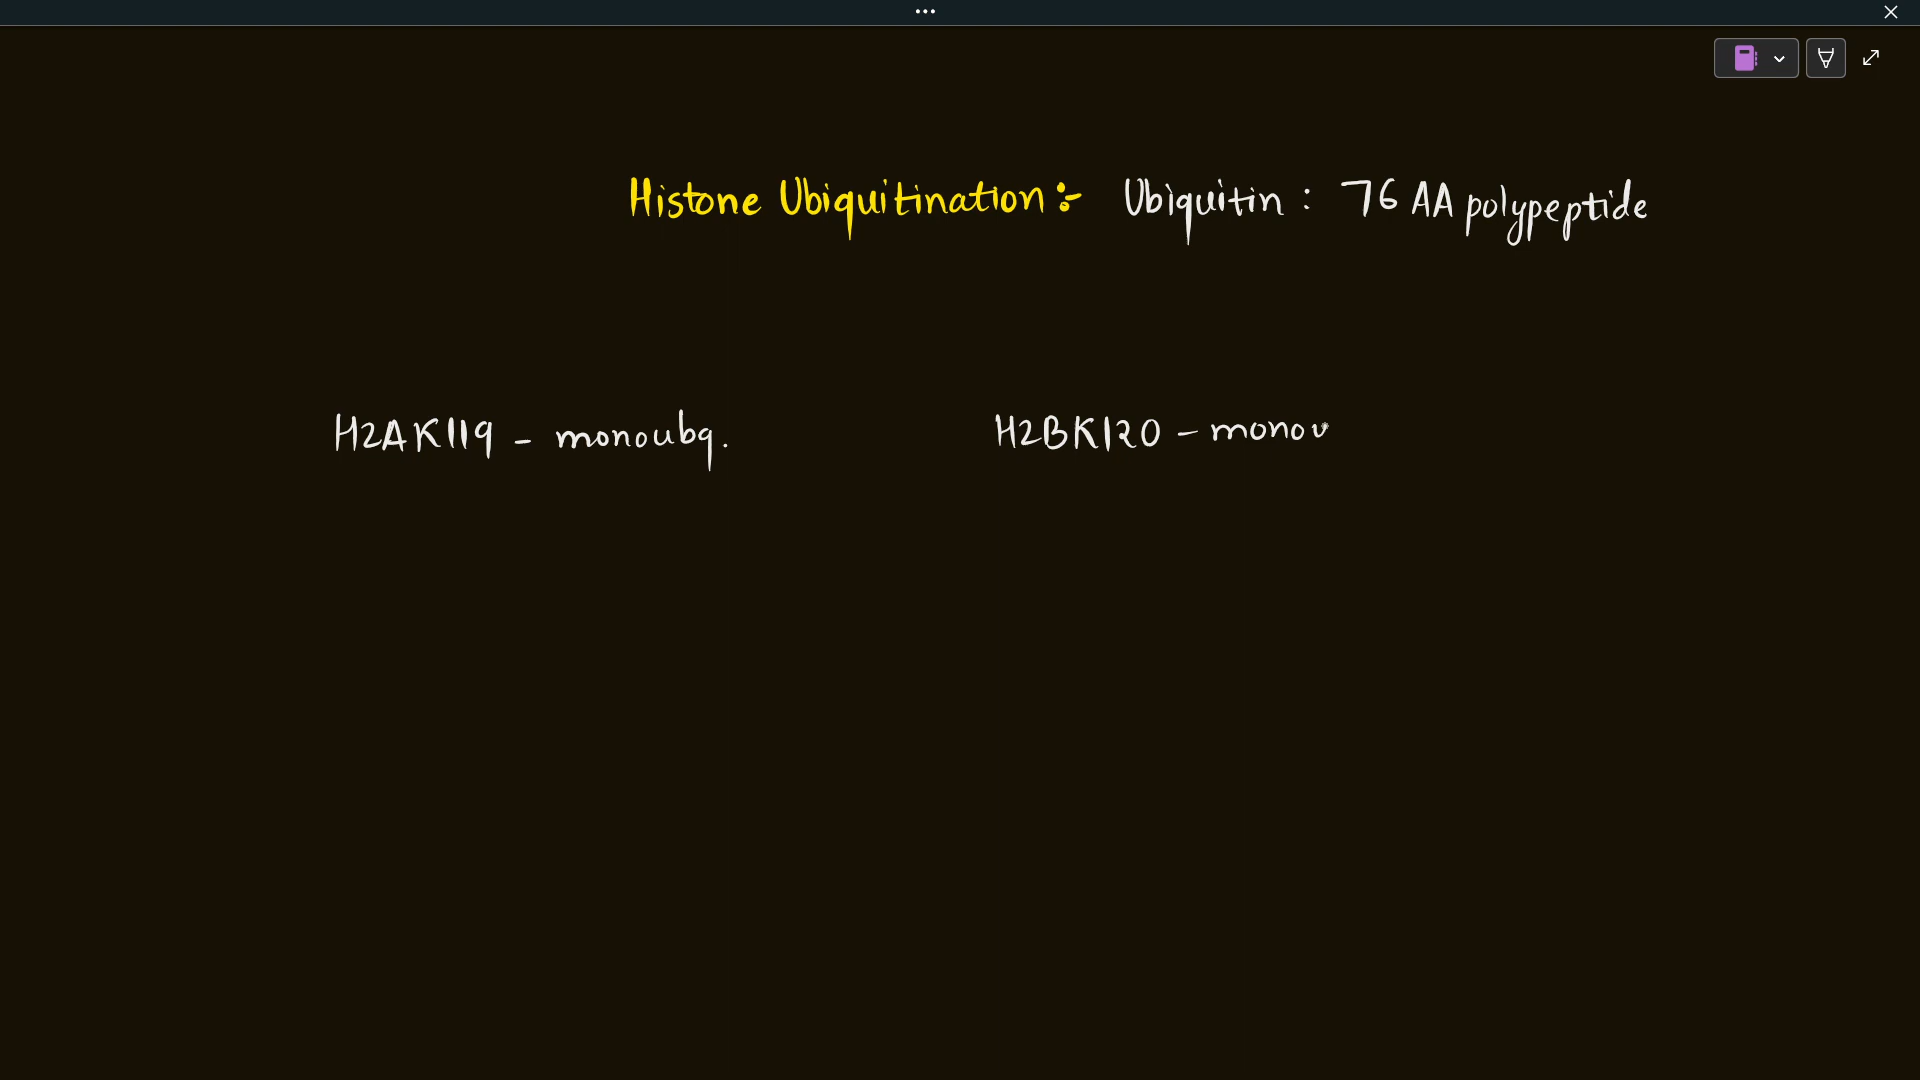 Histone Ubiquitination :- Ubiquitin : 76 AA polypeptide
H2AK119 - monoubq. H2BK120 - monou